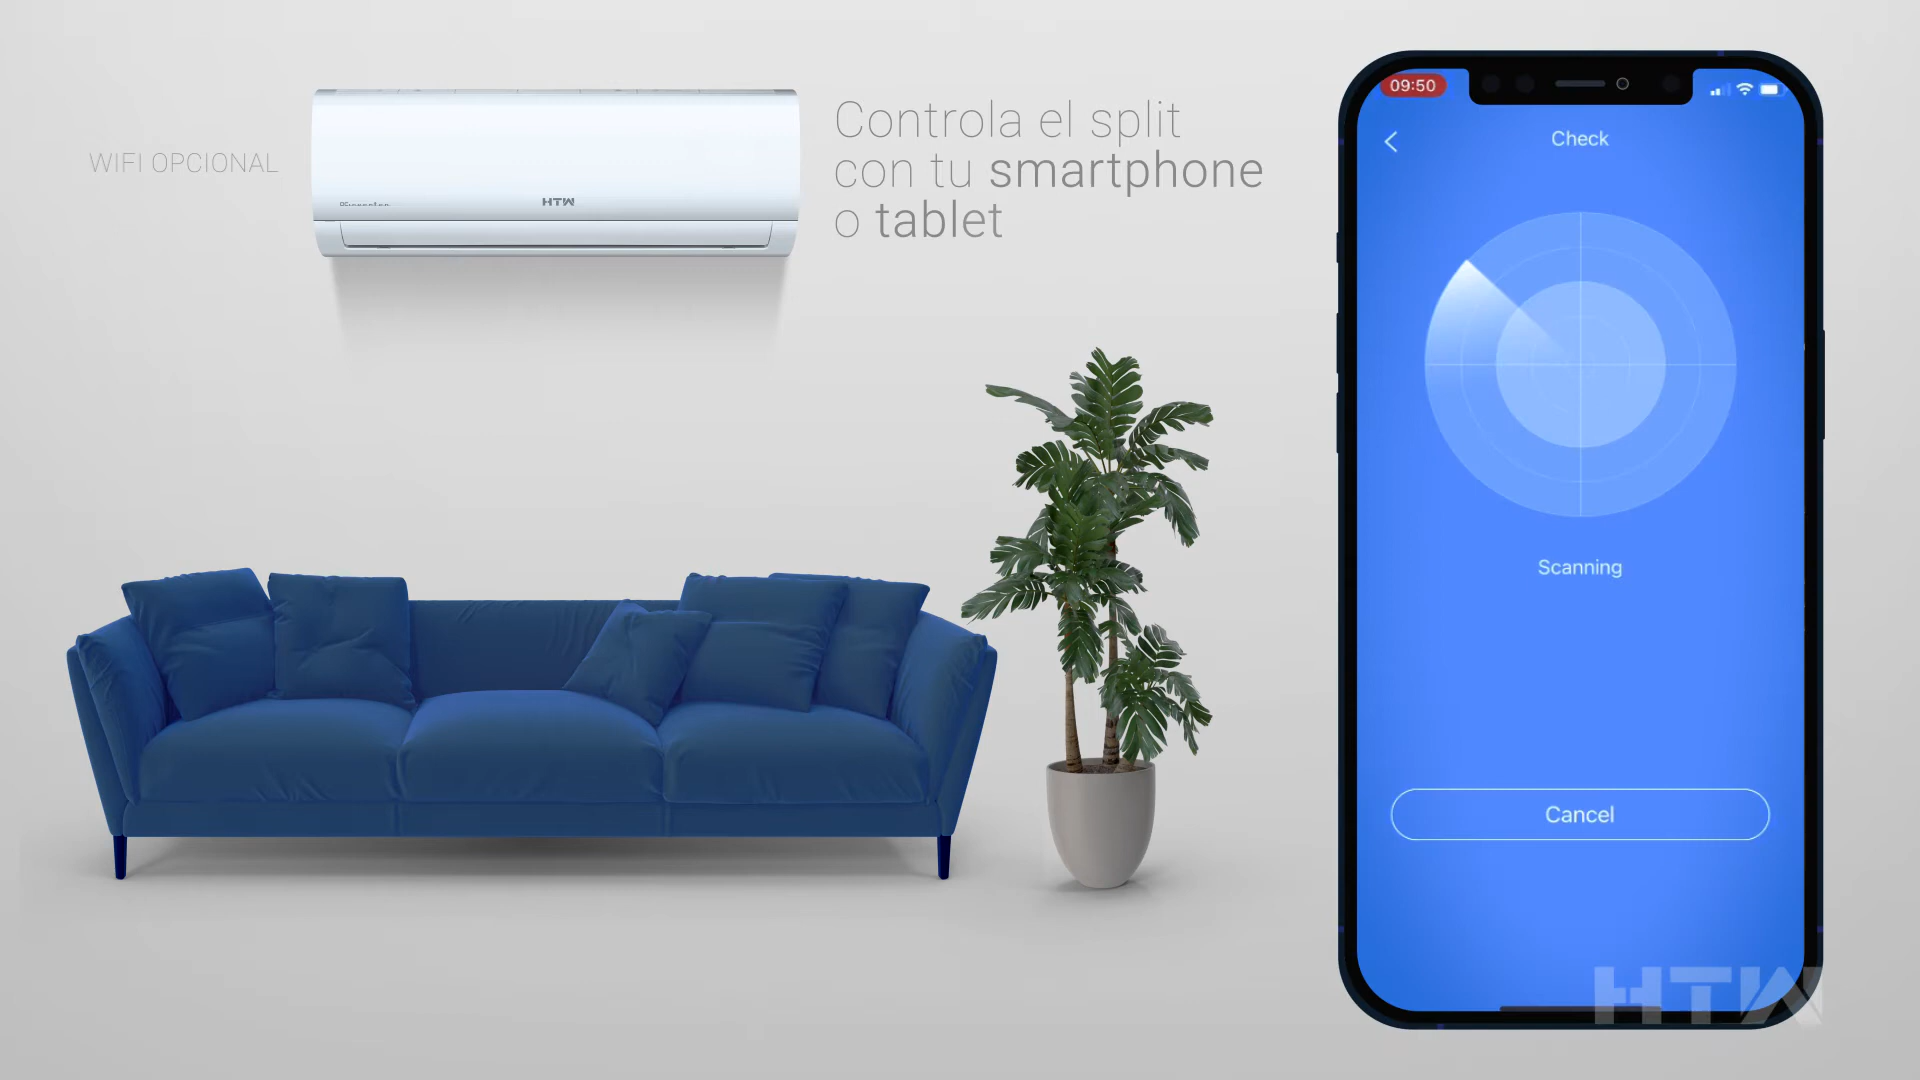 WIFI OPCIONAL
HTW
Controla el split
con tu smartphone
o tablet
09:50
Check
Scanning
Cancel
HTW